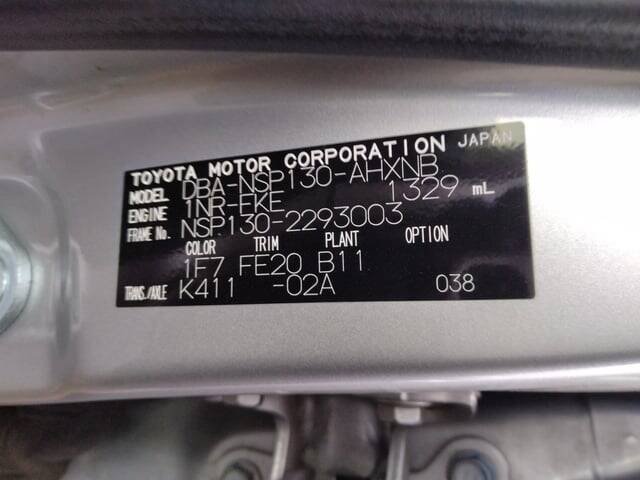 TOYOTA MOTOR CORPORATION JAPAN
MODEL DBA-NSP130-AHXNB
ENGINE 1NR-FKE 1329 mL
FRAME No. NSP130-2293003
COLOR TRIM PLANT OPTION
1F7 FE20 B11
TRANS./AXLE K411 -02A 038